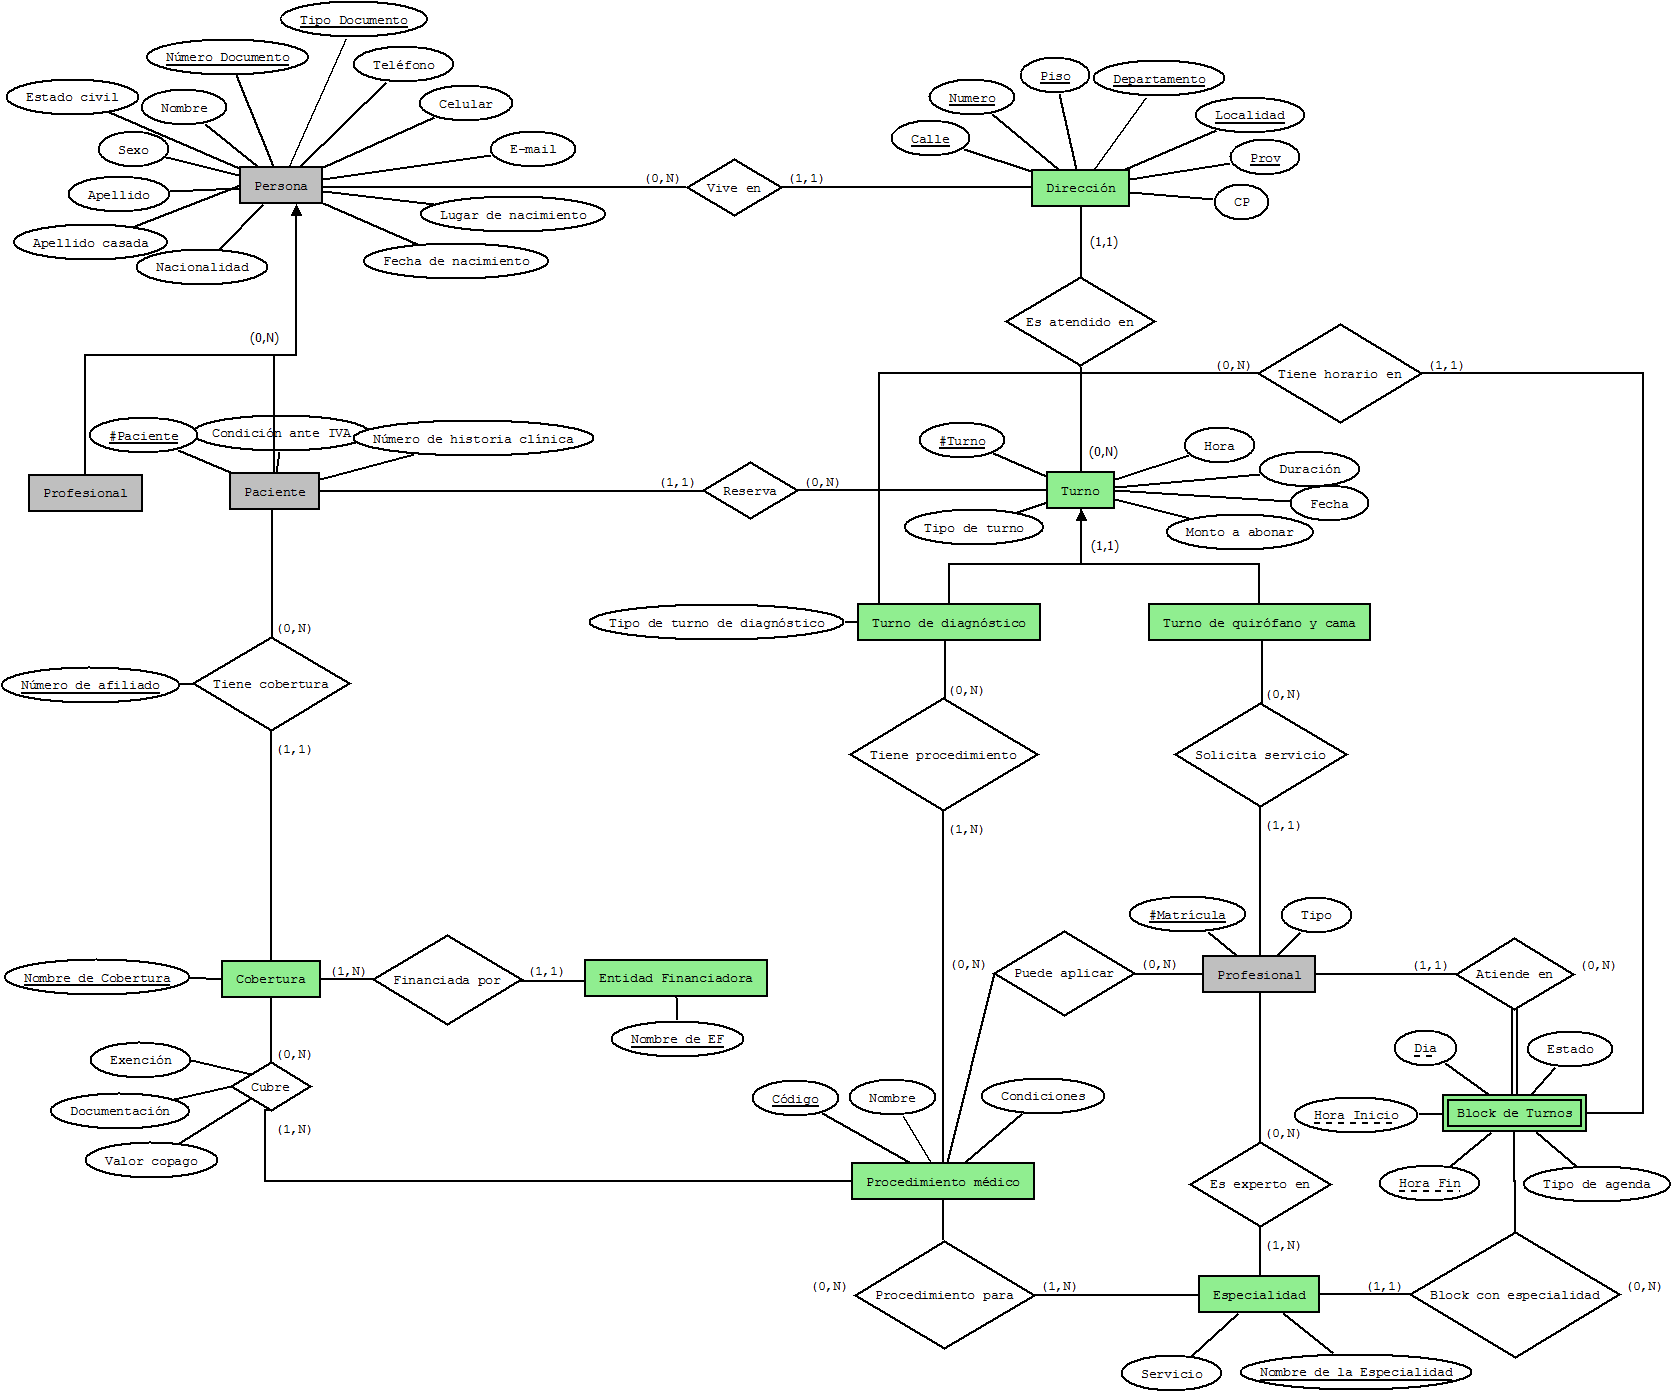 Tipo Documento
Número Documento
Teléfono
Estado civil
Nombre
Celular
Sexo
E-mail
Persona
Apellido
Lugar de nacimiento
Apellido casada
Nacionalidad
Fecha de nacimiento
(0,N)
Vive en
(1,1)
Piso
Departamento
Numero
Localidad
Calle
Prov
Dirección
CP
(1,1)
Es atendido en
(0,N)
Tiene horario en
(1,1)
(0,N)
#Paciente
Condición ante IVA
Número de historia clínica
Profesional
Paciente
(1,1)
Reserva
(0,N)
#Turno
(0,N)
Hora
Duración
Turno
Fecha
Tipo de turno
Monto a abonar
(1,1)
Tipo de turno de diagnóstico
Turno de diagnóstico
Turno de quirófano y cama
(0,N)
Número de afiliado
Tiene cobertura
(1,1)
(0,N)
Tiene procedimiento
(1,N)
(0,N)
Solicita servicio
(1,1)
#Matrícula
Tipo
Nombre de Cobertura
Cobertura
(1,N)
Financiada por
(1,1)
Entidad Financiadora
Nombre de EF
(0,N)
Puede aplicar
(0,N)
Profesional
(1,1)
Atiende en
(0,N)
Exención
(0,N)
Cubre
Documentación
(1,N)
Valor copago
Código
Nombre
Condiciones
Procedimiento médico
Dia
Estado
Hora Inicio
Block de Turnos
Hora Fin
Tipo de agenda
(0,N)
Es experto en
(1,N)
(0,N)
Procedimiento para
(1,N)
Especialidad
(1,1)
Block con especialidad
(0,N)
Servicio
Nombre de la Especialidad